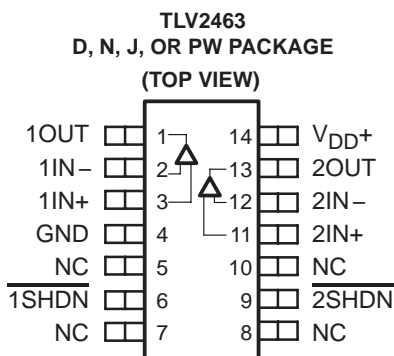 TLV2463
D, N, J, OR PW PACKAGE
(TOP VIEW)
1OUT 1 14 VDD+
1IN− 2 13 2OUT
1IN+ 3 12 2IN−
GND 4 11 2IN+
NC 5 10 NC
1SHDN 6 9 2SHDN
NC 7 8 NC